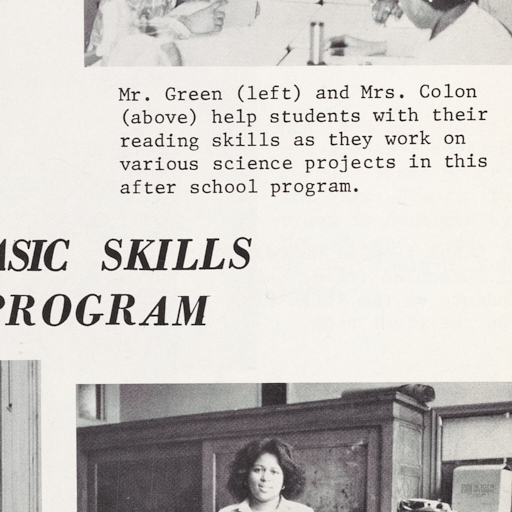 Mr. Green (left) and Mrs. Colon
(above) help students with their
reading skills as they work on
various science projects in this
after school program.
ASIC SKILLS
PROGRAM